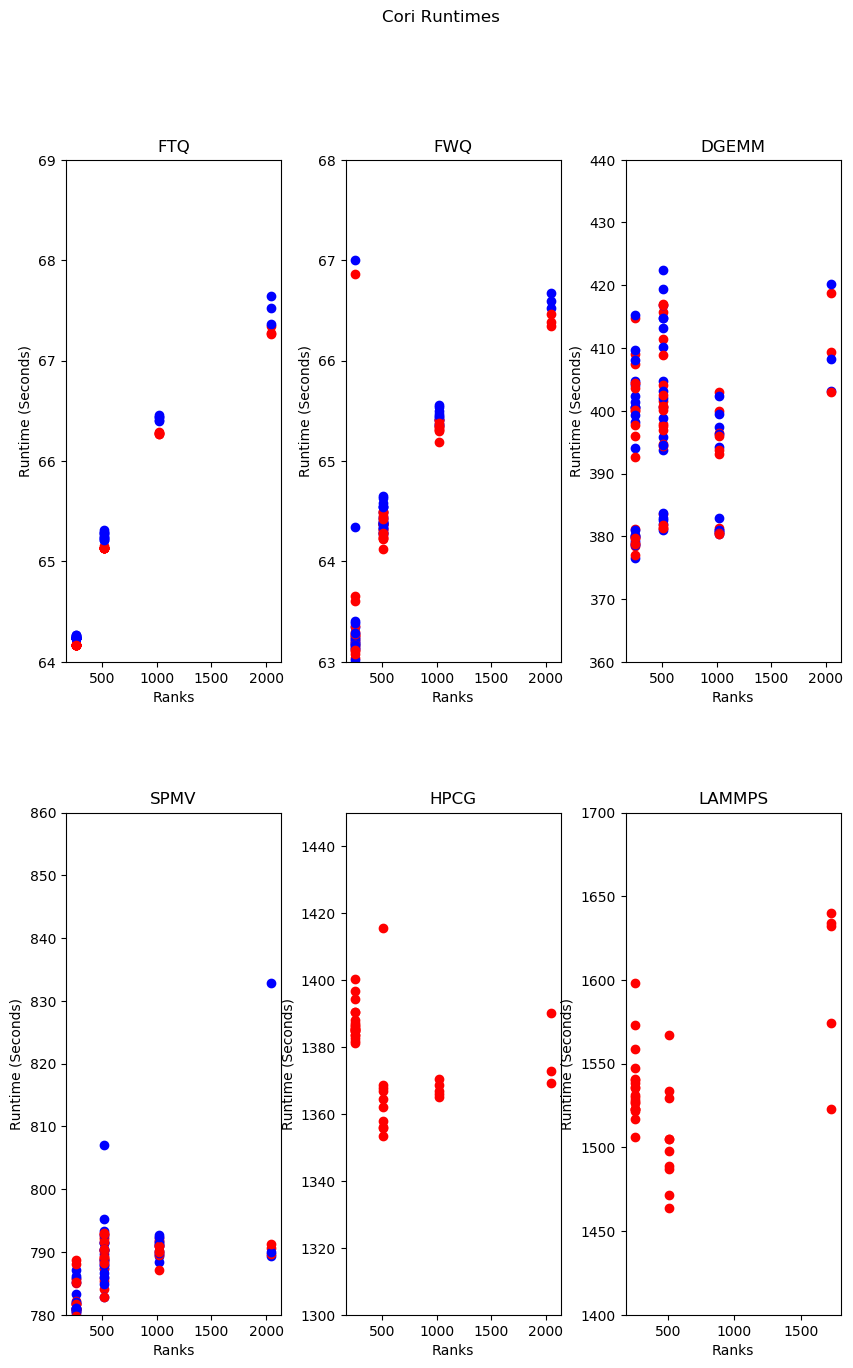 Cori Runtimes
FTQ
69
68
67
66
65
64
Runtime (Seconds)
500 1000 1500 2000
Ranks
FWQ
68
67
66
65
64
63
Runtime (Seconds)
500 1000 1500 2000
Ranks
DGEMM
440
430
420
410
400
390
380
370
360
Runtime (Seconds)
500 1000 1500 2000
Ranks
SPMV
860
850
840
830
820
810
800
790
780
Runtime (Seconds)
500 1000 1500 2000
Ranks
HPCG
1440
1420
1400
1380
1360
1340
1320
1300
Runtime (Seconds)
500 1000 1500 2000
Ranks
LAMMPS
1700
1650
1600
1550
1500
1450
1400
Runtime (Seconds)
500 1000 1500
Ranks